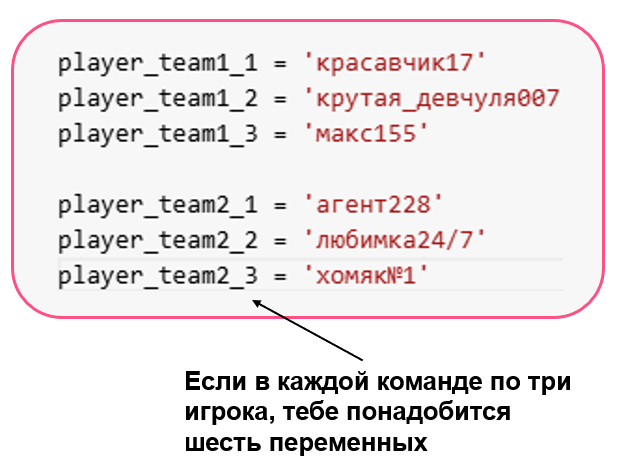 player_team1_1 = 'красавчик17'
player_team1_2 = 'крутая_девчуля007
player_team1_3 = 'макс155'
player_team2_1 = 'агент228'
player_team2_2 = 'любимка24/7'
player_team2_3 = 'хомяк№1'
Если в каждой команде по три
игрока, тебе понадобится
шесть переменных